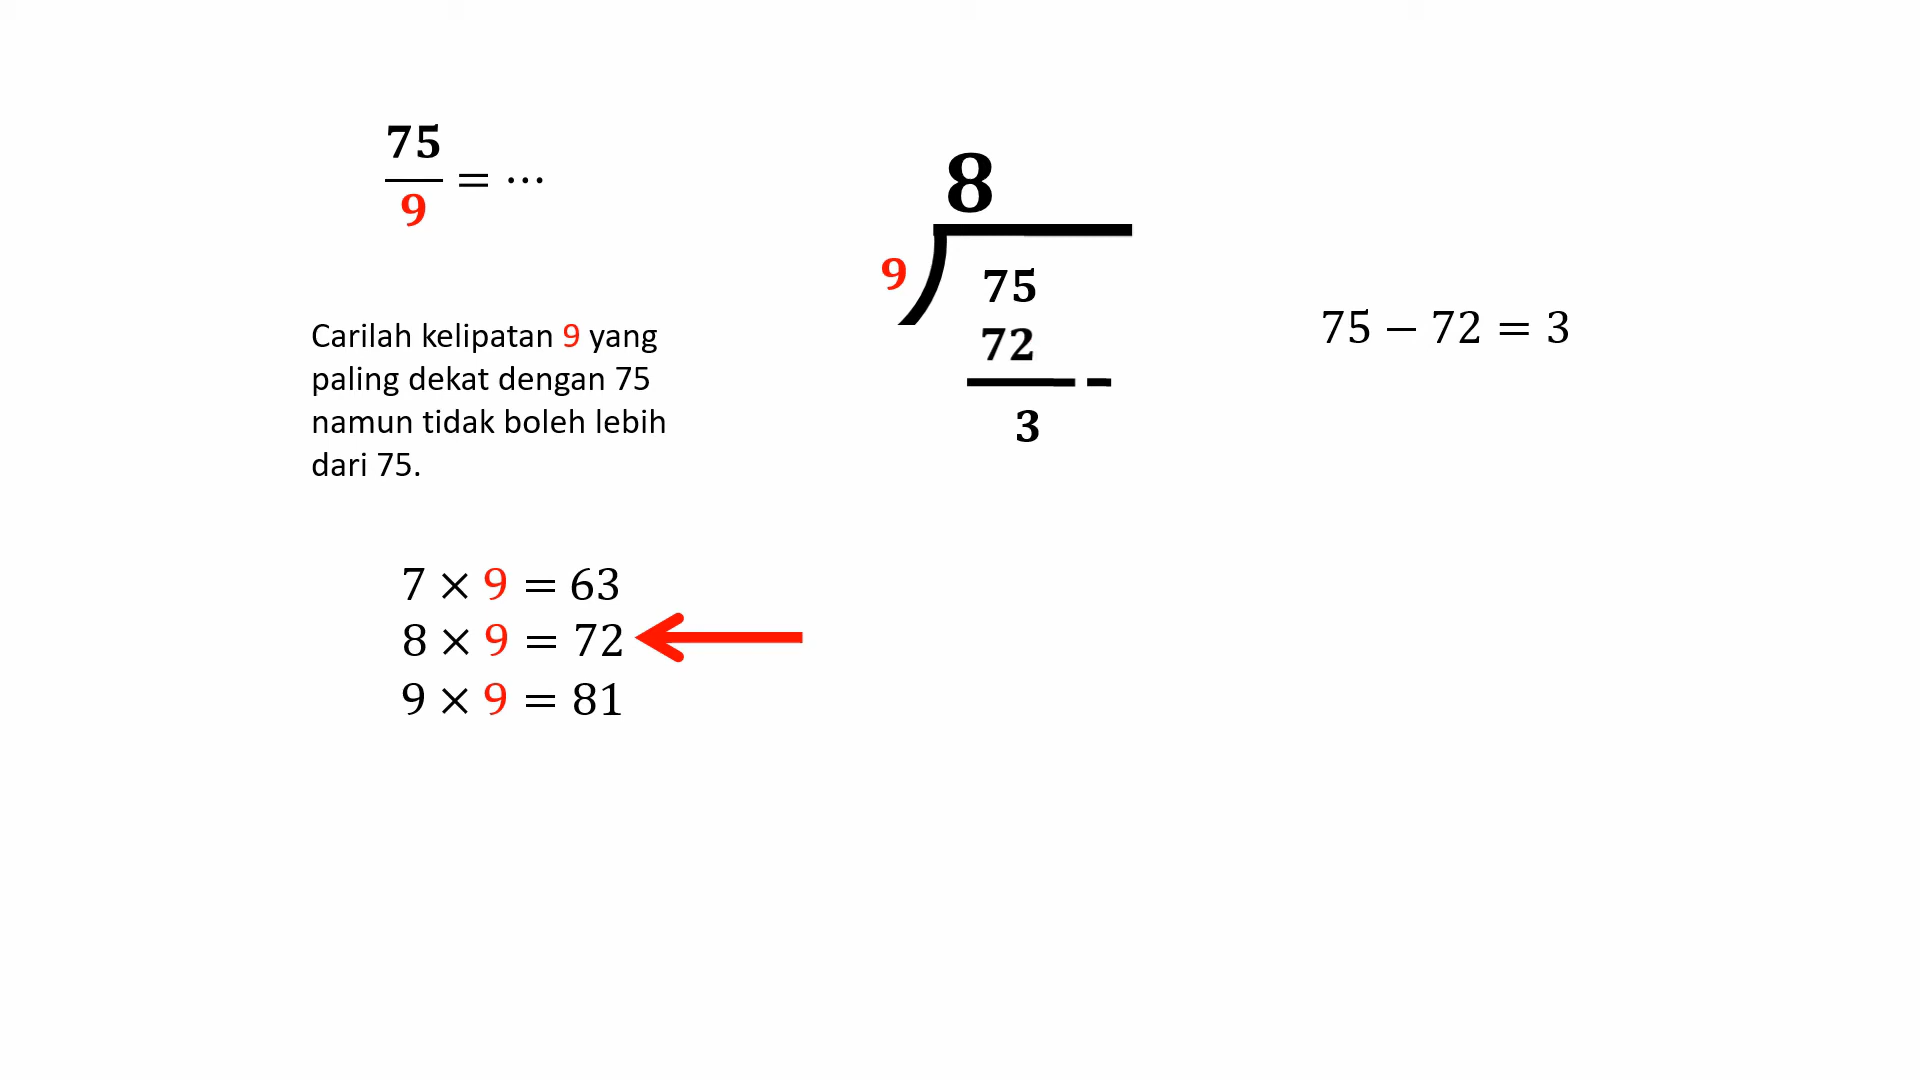 75
9
= ⋯
Carilah kelipatan 9 yang
paling dekat dengan 75
namun tidak boleh lebih
dari 75.
7 × 9 = 63
8 × 9 = 72
9 × 9 = 81
8
9
75
72
3
75 − 72 = 3